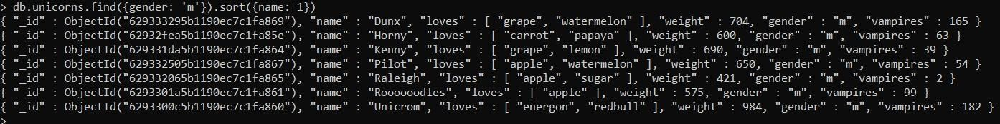 > db.unicorns.find({gender: 'm'}).sort({name: 1})
{ "_id" : ObjectId("629333295b1190ec7c1fa869"), "name" : "Dunx", "loves" : [ "grape", "watermelon" ], "weight" : 704, "gender" : "m", "vampires" : 165 }
{ "_id" : ObjectId("62932fea5b1190ec7c1fa85e"), "name" : "Horny", "loves" : [ "carrot", "papaya" ], "weight" : 600, "gender" : "m", "vampires" : 63 }
{ "_id" : ObjectId("629331da5b1190ec7c1fa864"), "name" : "Kenny", "loves" : [ "grape", "lemon" ], "weight" : 690, "gender" : "m", "vampires" : 39 }
{ "_id" : ObjectId("629332505b1190ec7c1fa867"), "name" : "Pilot", "loves" : [ "apple", "watermelon" ], "weight" : 650, "gender" : "m", "vampires" : 54 }
{ "_id" : ObjectId("629332065b1190ec7c1fa865"), "name" : "Raleigh", "loves" : [ "apple", "sugar" ], "weight" : 421, "gender" : "m", "vampires" : 2 }
{ "_id" : ObjectId("6293301a5b1190ec7c1fa861"), "name" : "Roooooodles", "loves" : [ "apple" ], "weight" : 575, "gender" : "m", "vampires" : 99 }
{ "_id" : ObjectId("6293300c5b1190ec7c1fa860"), "name" : "Unicrom", "loves" : [ "energon", "redbull" ], "weight" : 984, "gender" : "m", "vampires" : 182 }
>